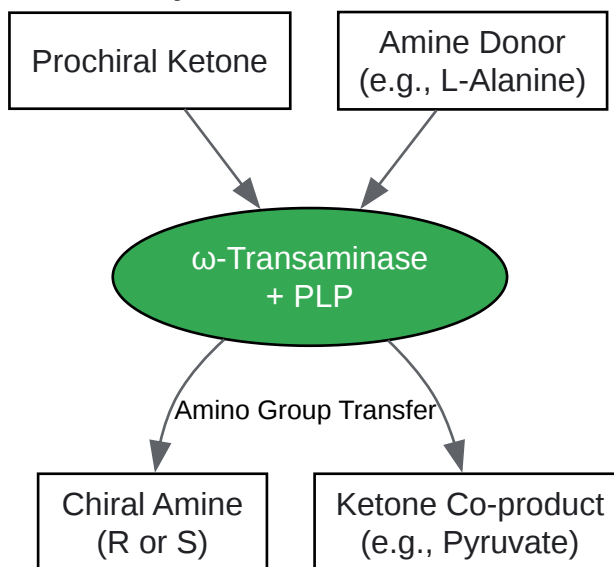 Prochiral Ketone
Amine Donor
(e.g., L-Alanine)
ω-Transaminase
+ PLP
Amino Group Transfer
Chiral Amine
(R or S)
Ketone Co-product
(e.g., Pyruvate)